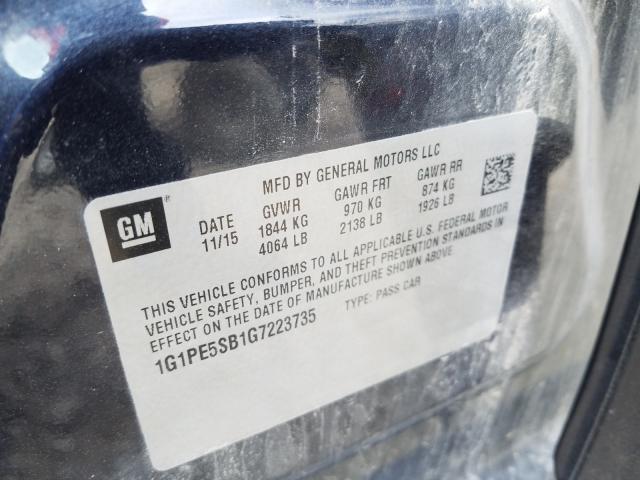 MFD BY GENERAL MOTORS LLC
GM ®
DATE GVWR GAWR FRT GAWR RR
11/15 1844 KG 970 KG 874 KG
4064 LB 2138 LB 1926 LB
THIS VEHICLE CONFORMS TO ALL APPLICABLE U.S. FEDERAL MOTOR
VEHICLE SAFETY, BUMPER, AND THEFT PREVENTION STANDARDS IN
EFFECT ON THE DATE OF MANUFACTURE SHOWN ABOVE
1G1PE5SB1G7223735 TYPE: PASS CAR